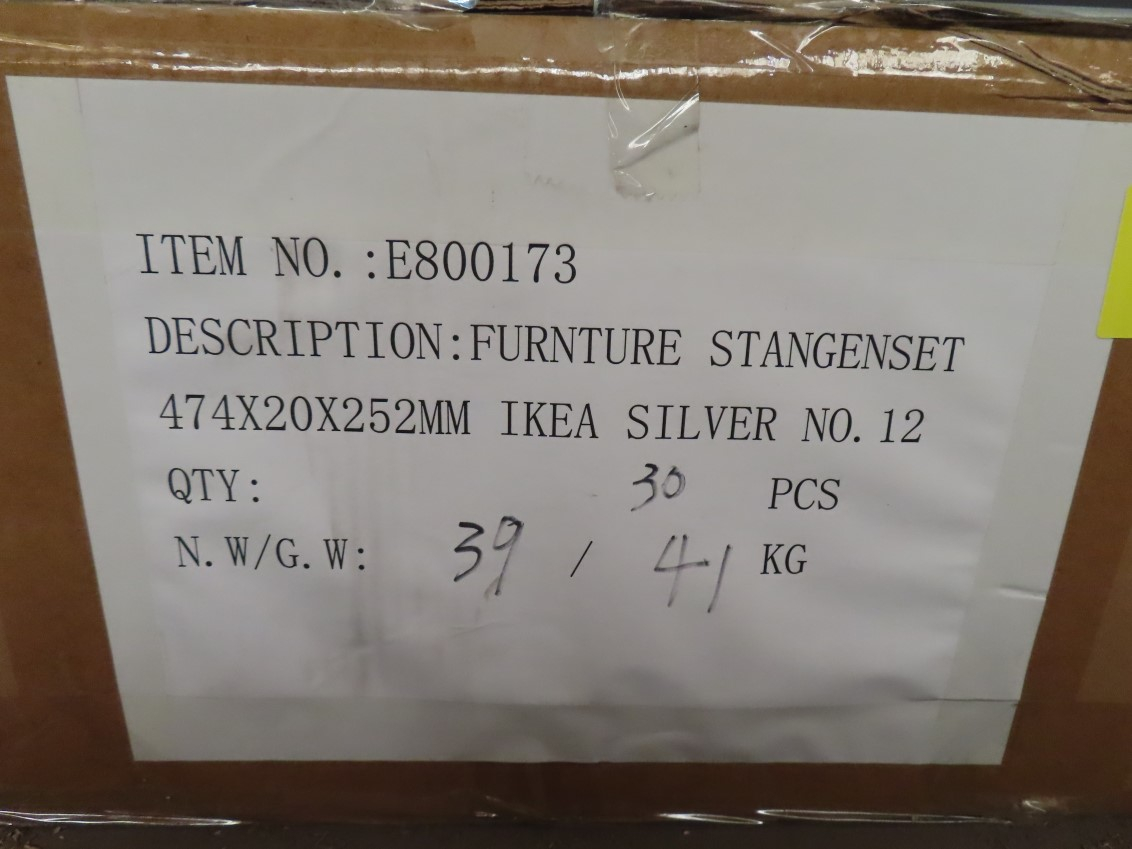 ITEM NO.:E800173
DESCRIPTION:FURNTURE STANGENSET
474X20X252MM IKEA SILVER NO.12
QTY: 30 PCS
N.W/G.W: 39 / 41 KG